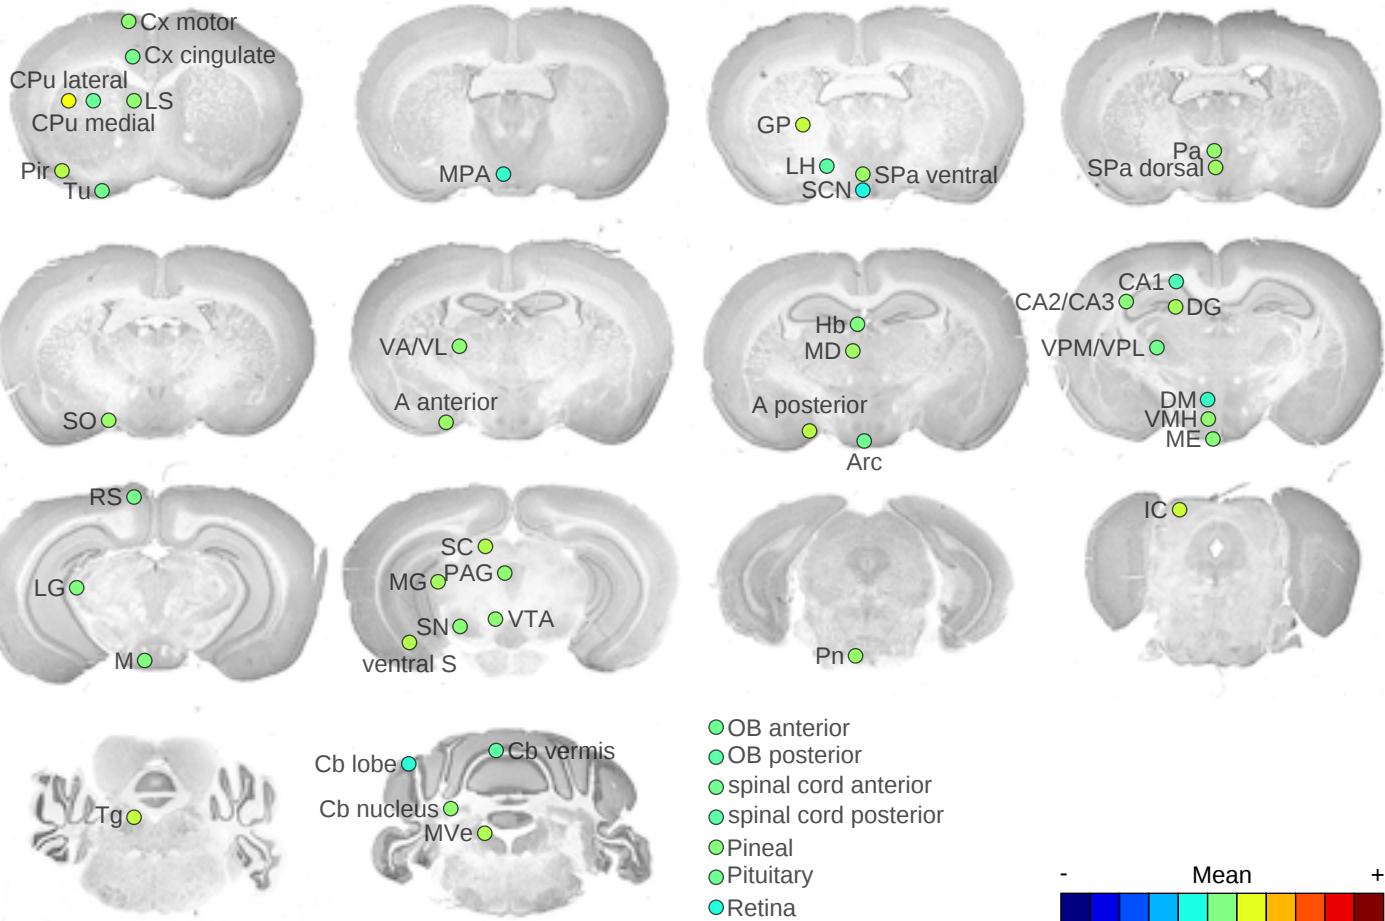 Cx motor
Cx cingulate
CPu lateral
LS
CPu medial
Pir
Tu
MPA
GP
LH
SPa ventral
SCN
Pa
SPa dorsal
SO
VA/VL
A anterior
Hb
MD
A posterior
Arc
CA1
CA2/CA3
DG
VPM/VPL
DM
VMH
ME
RS
LG
M
SC
MG
PAG
SN
VTA
ventral S
Pn
IC
Tg
Cb lobe
Cb vermis
Cb nucleus
MVe
OB anterior
OB posterior
spinal cord anterior
spinal cord posterior
Pineal
Pituitary
Retina
- Mean +